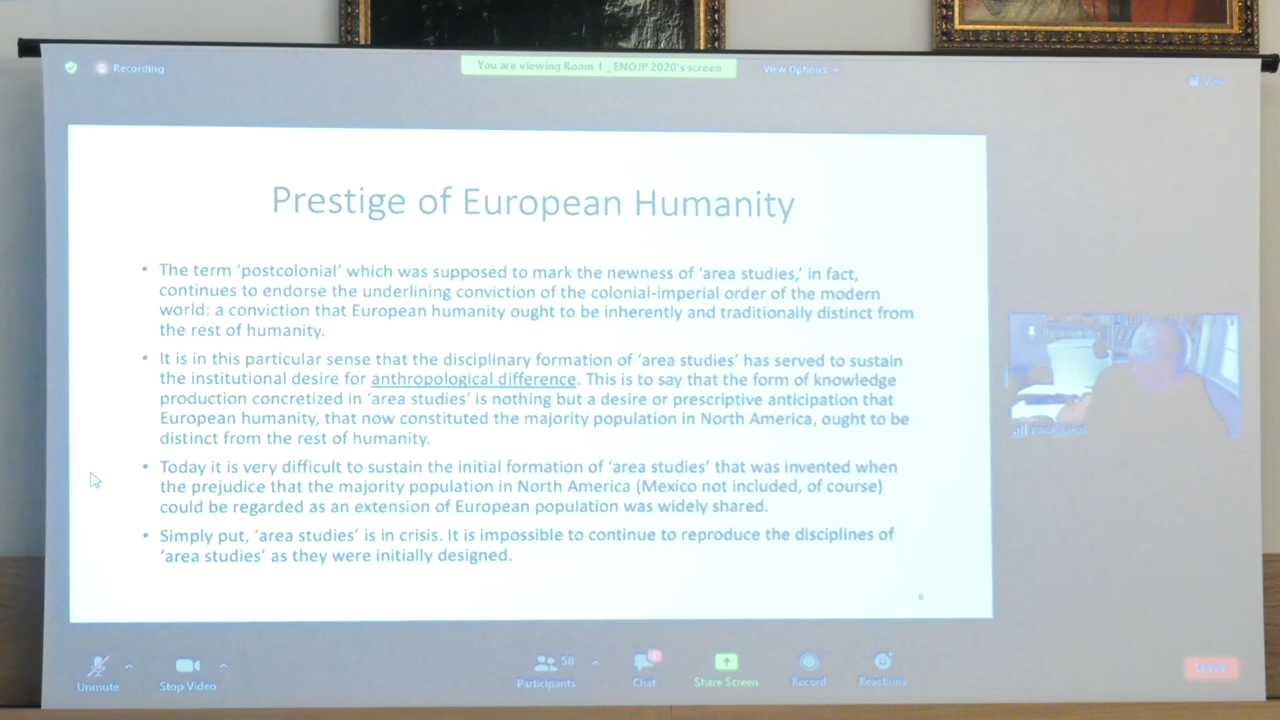 Recording
You are viewing Room 1 _ ENOJP 2020's screen
View Options
Prestige of European Humanity
• The term 'postcolonial' which was supposed to mark the newness of 'area studies,' in fact,
continues to endorse the underlining conviction of the colonial-imperial order of the modern
world: a conviction that European humanity ought to be inherently and traditionally distinct from
the rest of humanity.
• It is in this particular sense that the disciplinary formation of 'area studies' has served to sustain
the institutional desire for anthropological difference. This is to say that the form of knowledge
production concretized in 'area studies' is nothing but a desire or prescriptive anticipation that
European humanity, that now constituted the majority population in North America, ought to be
distinct from the rest of humanity.
• Today it is very difficult to sustain the initial formation of 'area studies' that was invented when
the prejudice that the majority population in North America (Mexico not included, of course)
could be regarded as an extension of European population was widely shared.
• Simply put, 'area studies' is in crisis. It is impossible to continue to reproduce the disciplines of
'area studies' as they were initially designed.
6
Unmute
Stop Video
58
Participants
1
Chat
Share Screen
Record
Reactions
Leave